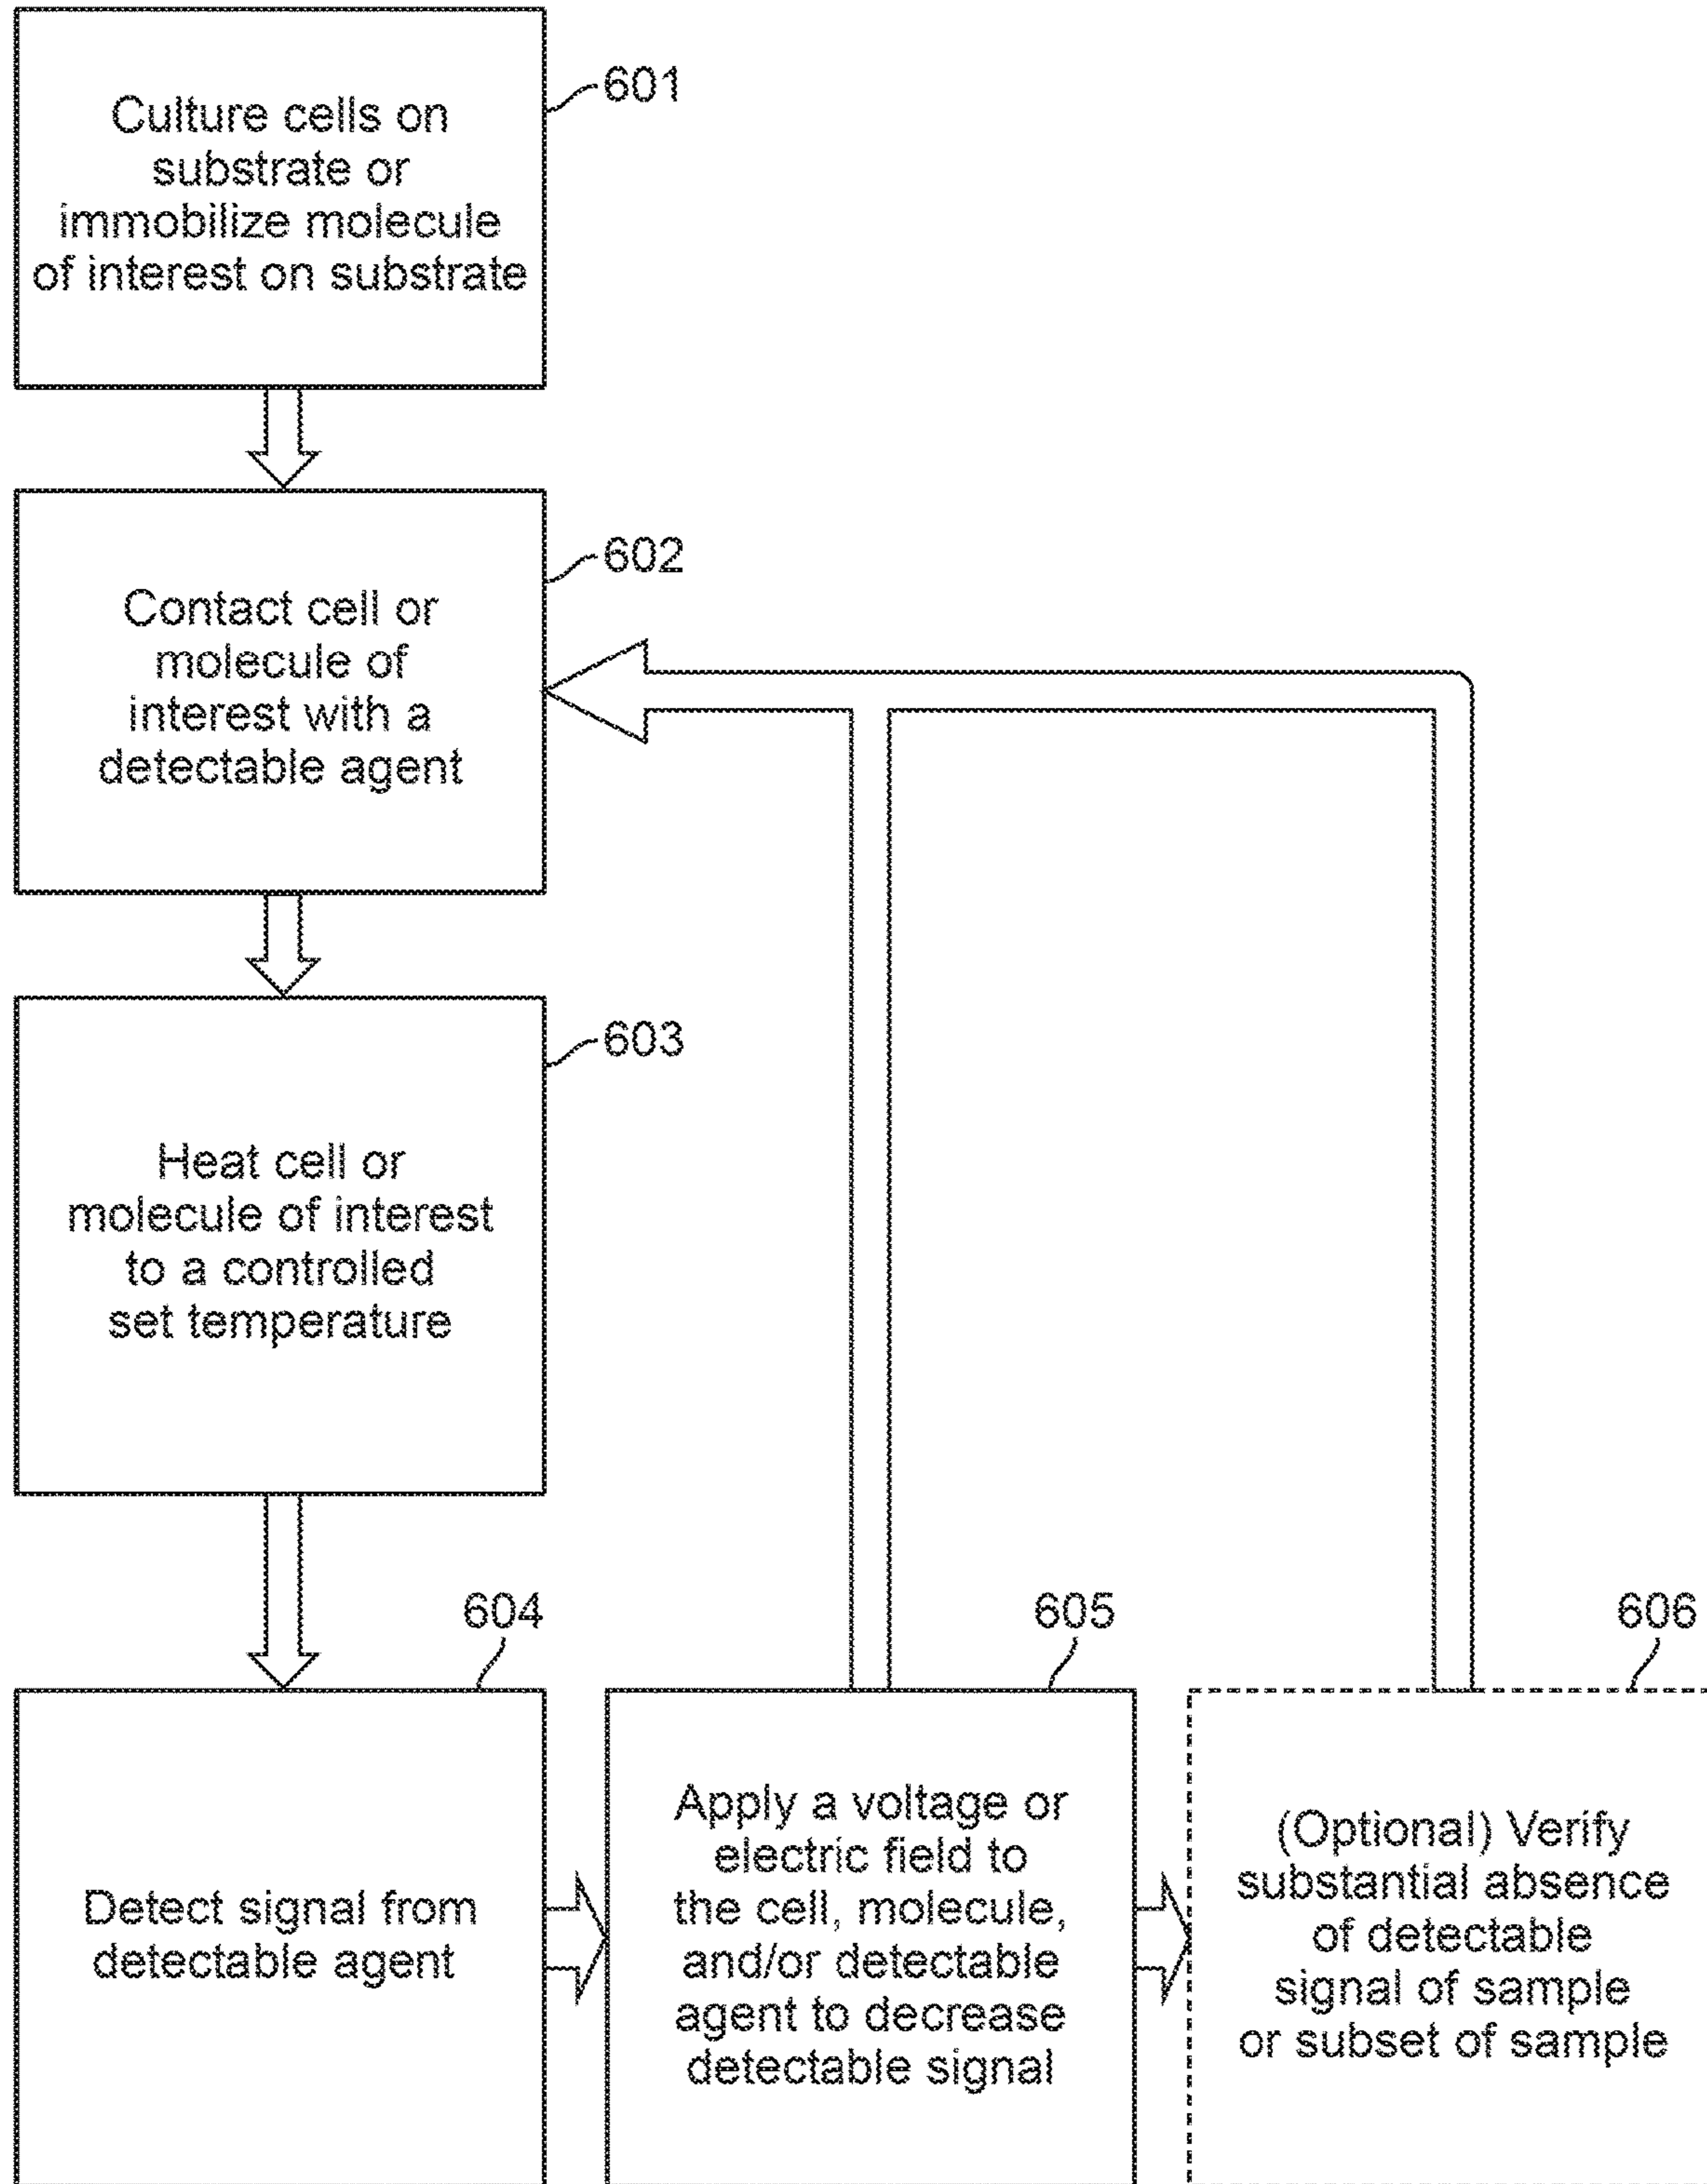 Culture cells on
substrate or
immobilize molecule
of interest on substrate
601
Contact cell or
molecule of
interest with a
detectable agent
602
Heat cell or
molecule of interest
to a controlled
set temperature
603
604
Detect signal from
detectable agent
605
Apply a voltage or
electric field to
the cell, molecule,
and/or detectable
agent to decrease
detectable signal
606
(Optional) Verify
substantial absence
of detectable
signal of sample
or subset of sample